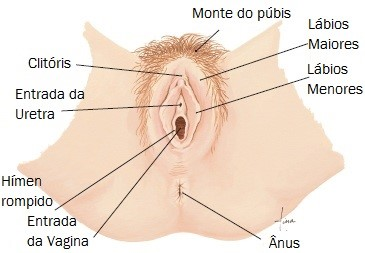 Monte do púbis
Lábios
Maiores
Clitóris
Lábios
Menores
Entrada da
Uretra
Hímen
rompido
Entrada
da Vagina
Ânus